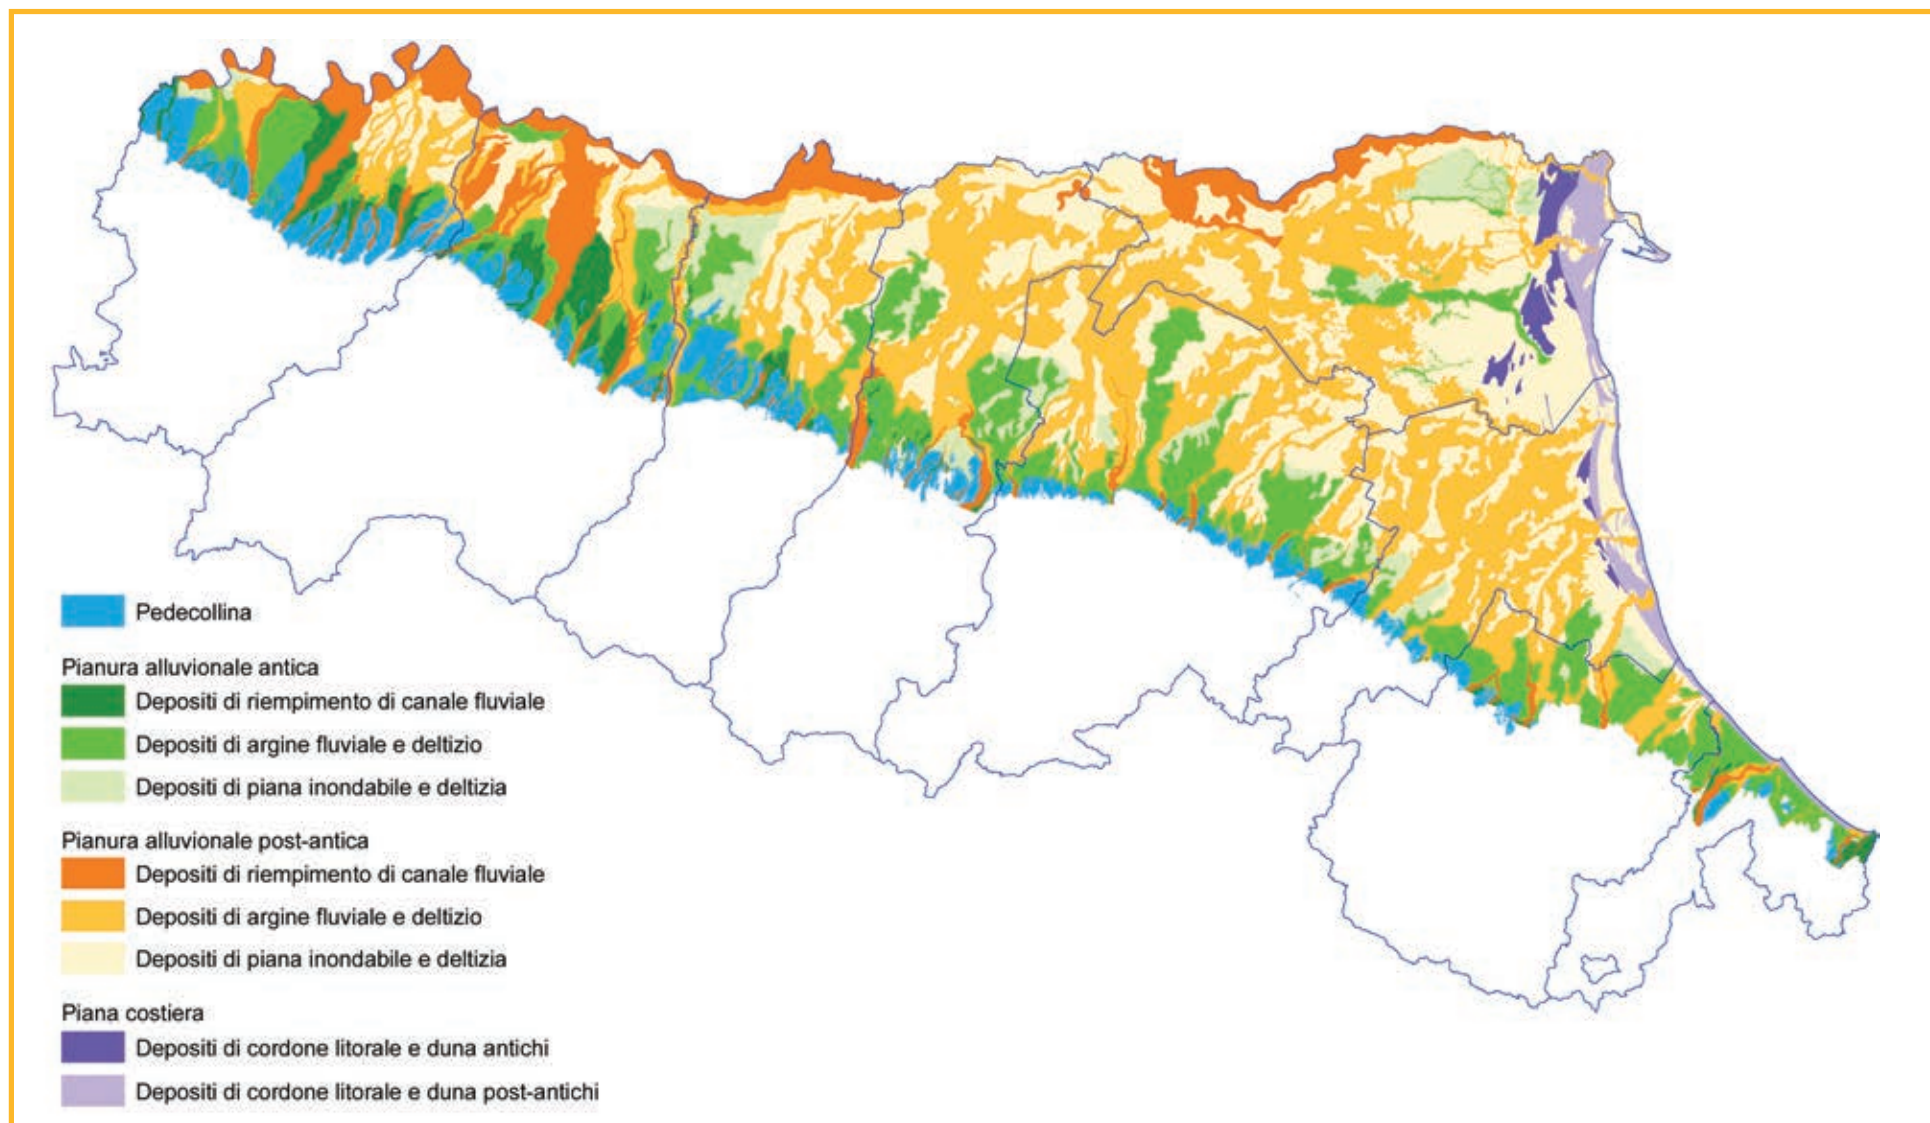 Pedecollina
Pianura alluvionale antica
Depositi di riempimento di canale fluviale
Depositi di argine fluviale e deltizio
Depositi di piana inondabile e deltizia
Pianura alluvionale post-antica
Depositi di riempimento di canale fluviale
Depositi di argine fluviale e deltizio
Depositi di piana inondabile e deltizia
Piana costiera
Depositi di cordone litorale e duna antichi
Depositi di cordone litorale e duna post-antichi